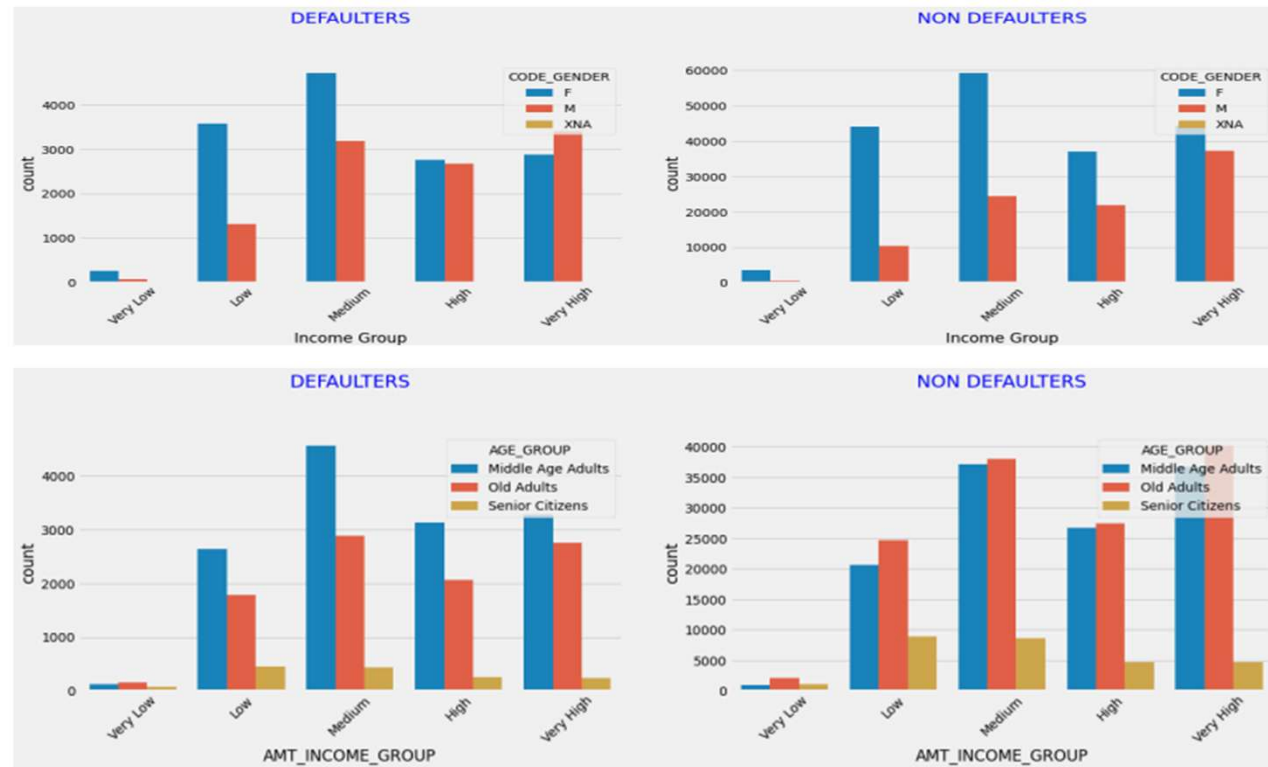 DEFAULTERS
CODE_GENDER
F
M
XNA
4000
3000
2000
1000
0
count
Very Low
Low
Medium
High
Very High
Income Group
NON DEFAULTERS
CODE_GENDER
F
M
XNA
60000
50000
40000
30000
20000
10000
0
count
Very Low
Low
Medium
High
Very High
Income Group
DEFAULTERS
AGE_GROUP
Middle Age Adults
Old Adults
Senior Citizens
4000
3000
2000
1000
0
count
Very Low
Low
Medium
High
Very High
AMT_INCOME_GROUP
NON DEFAULTERS
AGE_GROUP
Middle Age Adults
Old Adults
Senior Citizens
40000
35000
30000
25000
20000
15000
10000
5000
0
count
Very Low
Low
Medium
High
Very High
AMT_INCOME_GROUP